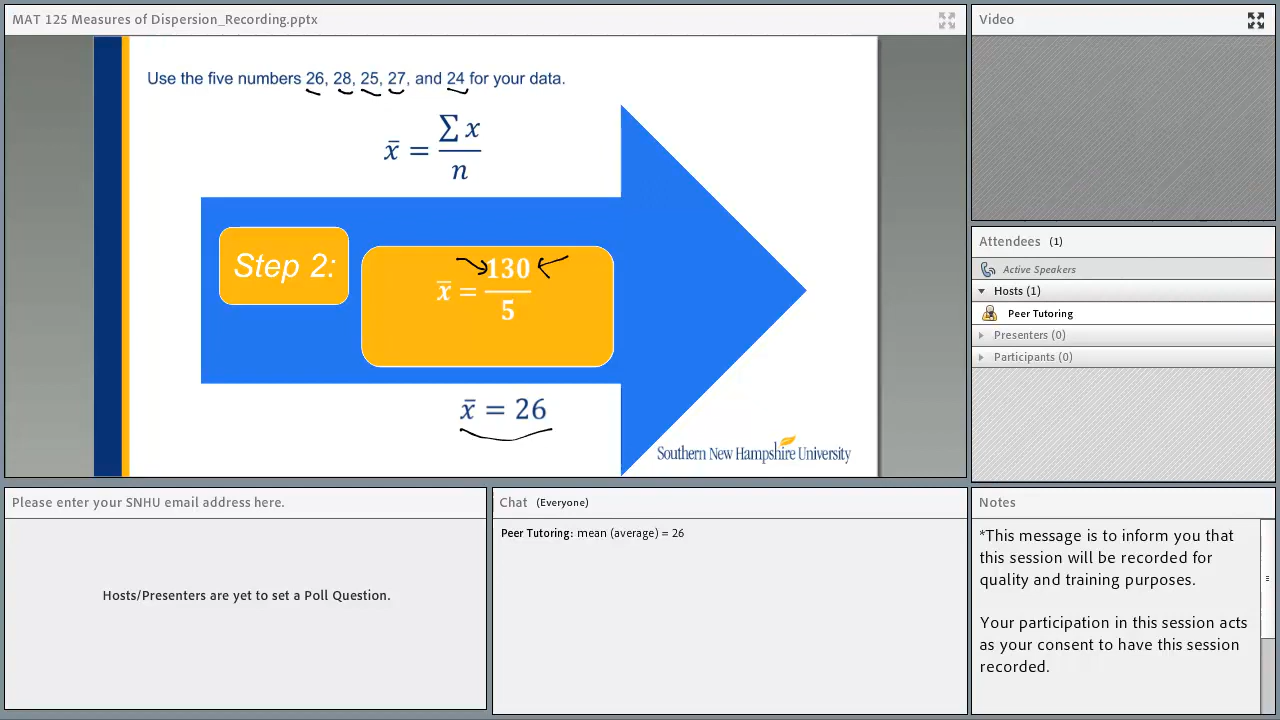 MAT 125 Measures of Dispersion_Recording.pptx
Use the five numbers 26, 28, 25, 27, and 24 for your data.
x̄ = ∑ x / n
Step 2:
x̄ = 130 / 5
x̄ = 26
Southern New Hampshire University
Video
Attendees (1)
Active Speakers
Hosts (1)
Peer Tutoring
Presenters (0)
Participants (0)
Please enter your SNHU email address here.
Hosts/Presenters are yet to set a Poll Question.
Chat (Everyone)
Peer Tutoring: mean (average) = 26
Notes
*This message is to inform you that
this session will be recorded for
quality and training purposes.
Your participation in this session acts
as your consent to have this session
recorded.